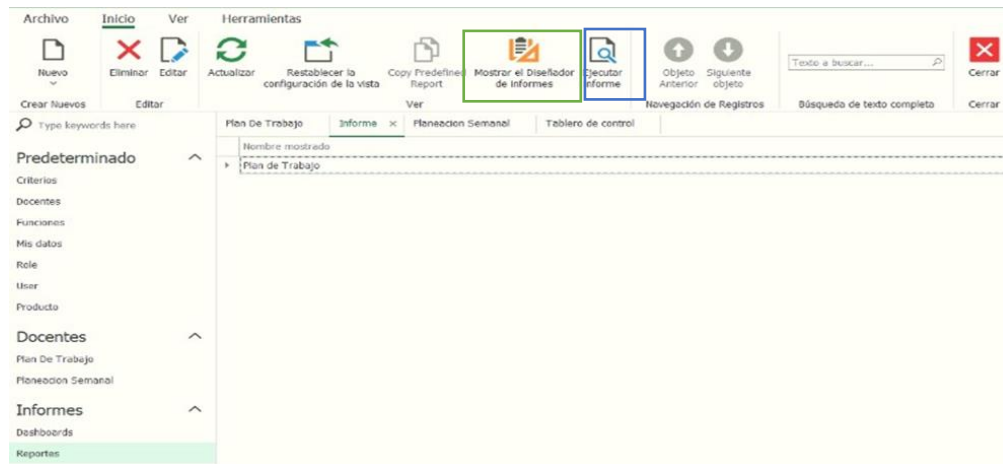 Archivo Inicio Ver Herramientas
Nuevo Eliminar Editar Actualizar Restablecer la configuración de la vista Copy Predefined Report Mostrar el Diseñador de informes Ejecutar Informe Objeto Anterior Siguiente objeto Texto a buscar... Cerrar
Crear Nuevos Editar Ver Navegación de Registros Búsqueda de texto completa Cerrar
Type keywords here
Plan De Trabajo Informe × Planeacion Semanal Tablero de control
Nombre mostrado
Plan de Trabajo
Predeterminado
Criterios
Docentes
Funciones
Mis datos
Role
User
Producto
Docentes
Plan De Trabajo
Planeacion Semanal
Informes
Dashboards
Reportes